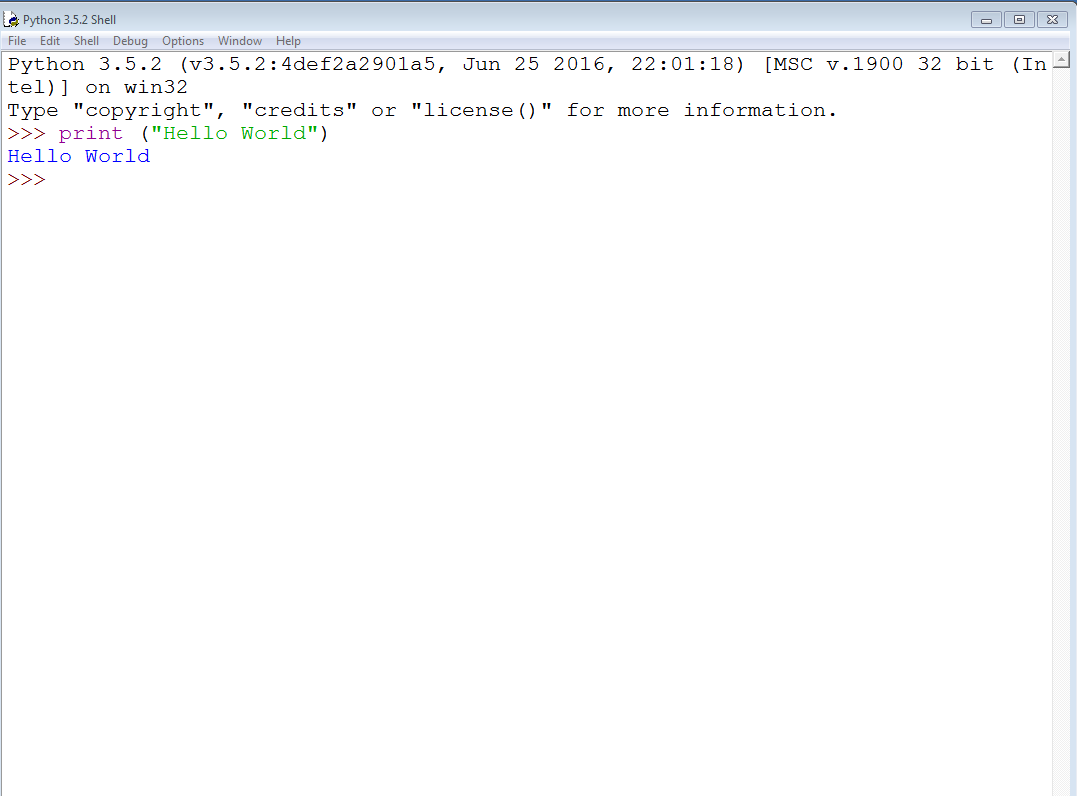 Python 3.5.2 Shell
File Edit Shell Debug Options Window Help
Python 3.5.2 (v3.5.2:4def2a2901a5, Jun 25 2016, 22:01:18) [MSC v.1900 32 bit (In
tel)] on win32
Type "copyright", "credits" or "license()" for more information.
>>> print ("Hello World")
Hello World
>>>